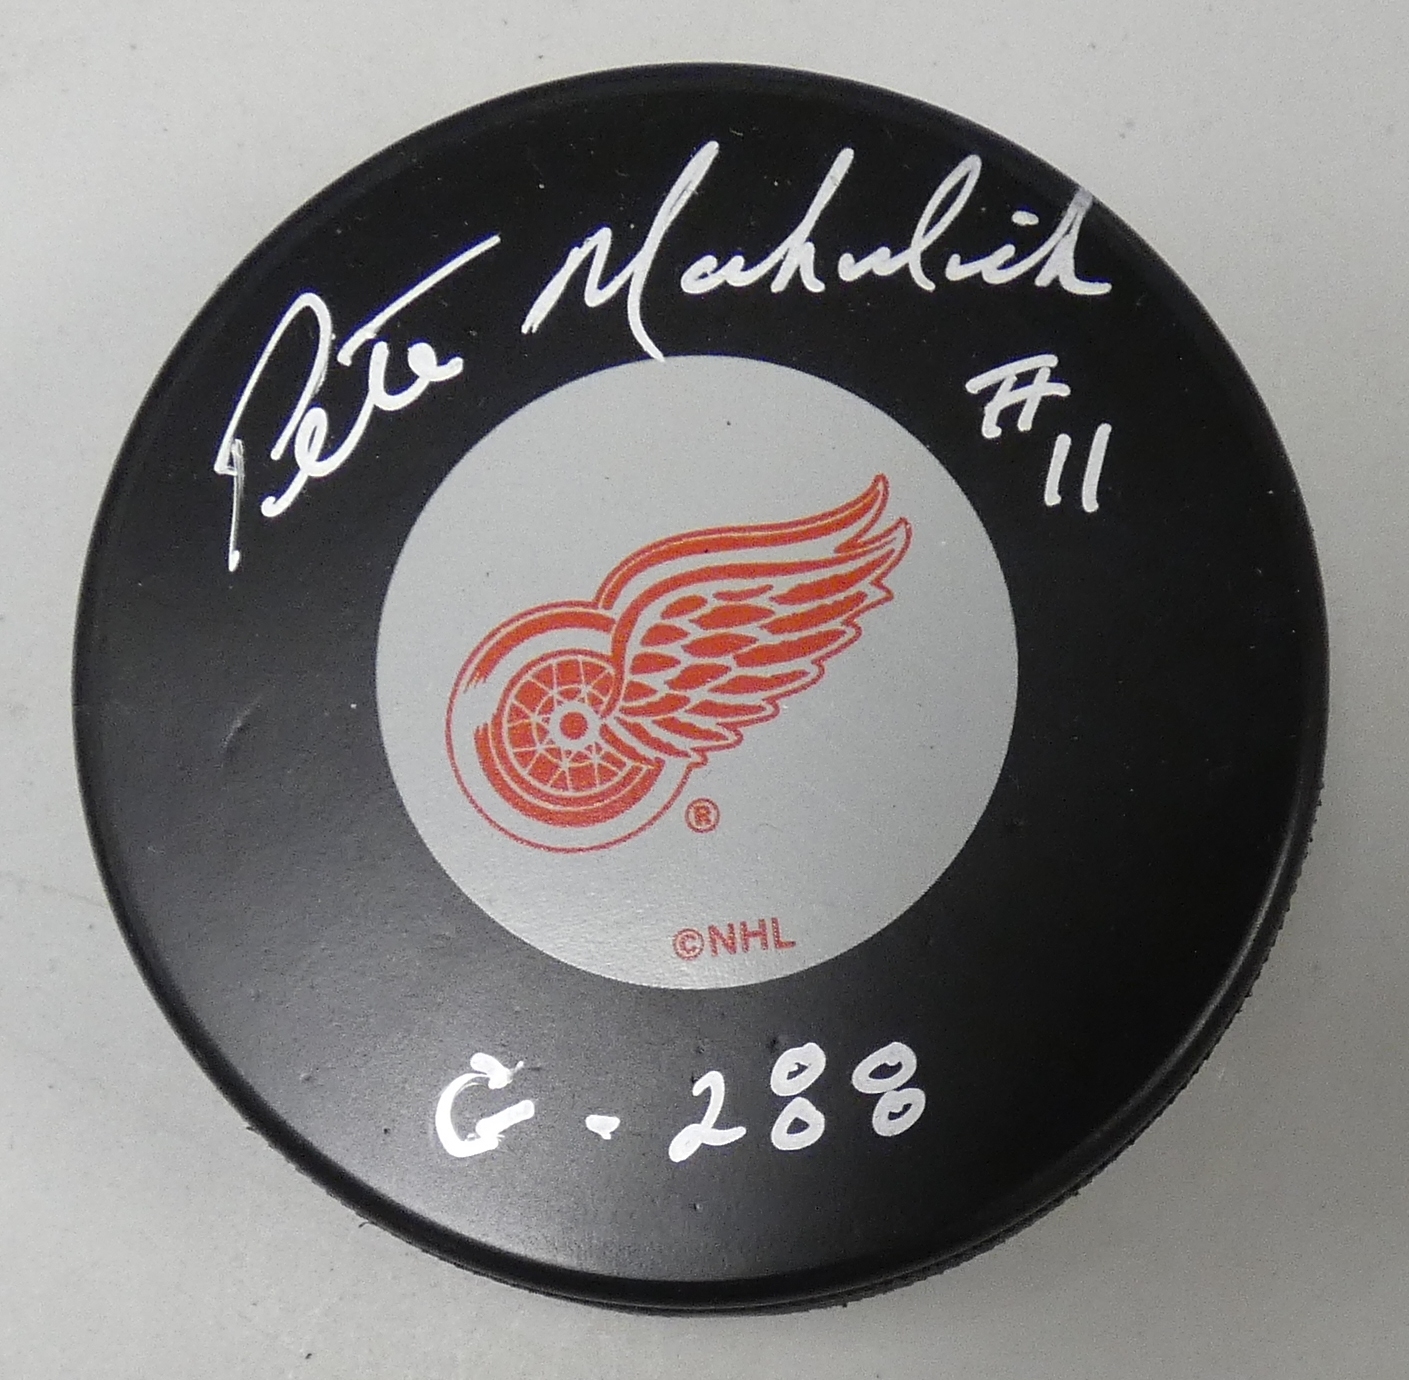 Pete Mahovlich
#11
®
©NHL
G-288